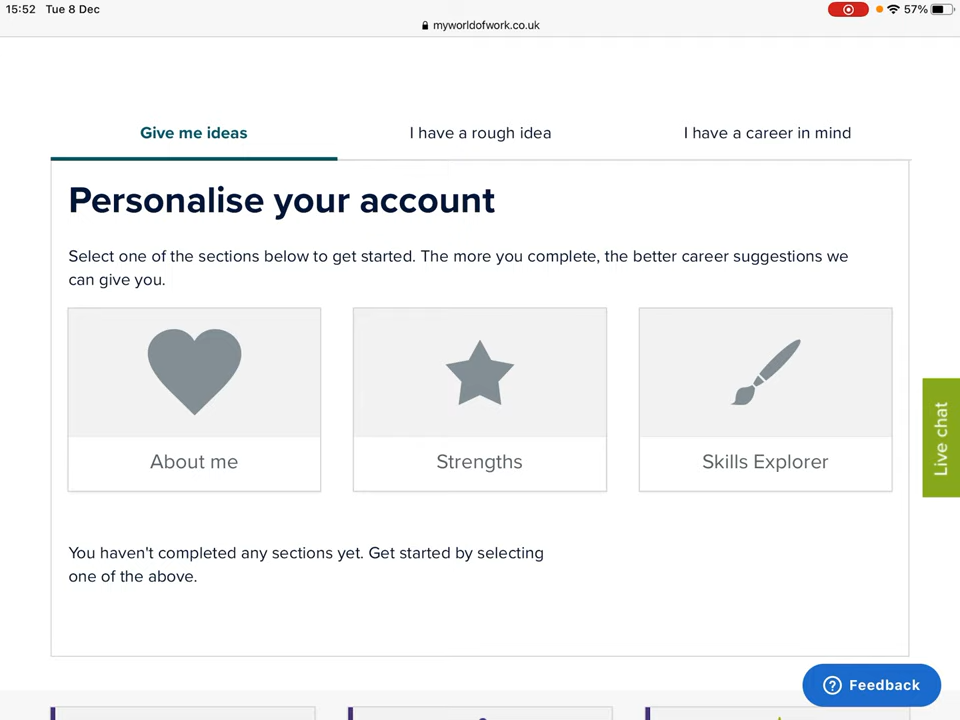 15:52 Tue 8 Dec
57%
myworldofwork.co.uk
Give me ideas
I have a rough idea
I have a career in mind
Personalise your account
Select one of the sections below to get started. The more you complete, the better career suggestions we
can give you.
About me
Strengths
Skills Explorer
Live chat
You haven't completed any sections yet. Get started by selecting
one of the above.
Feedback